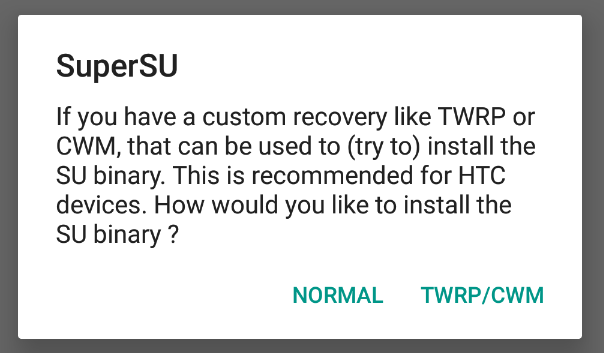 SuperSU
If you have a custom recovery like TWRP or
CWM, that can be used to (try to) install the
SU binary. This is recommended for HTC
devices. How would you like to install the
SU binary ?
NORMAL TWRP/CWM